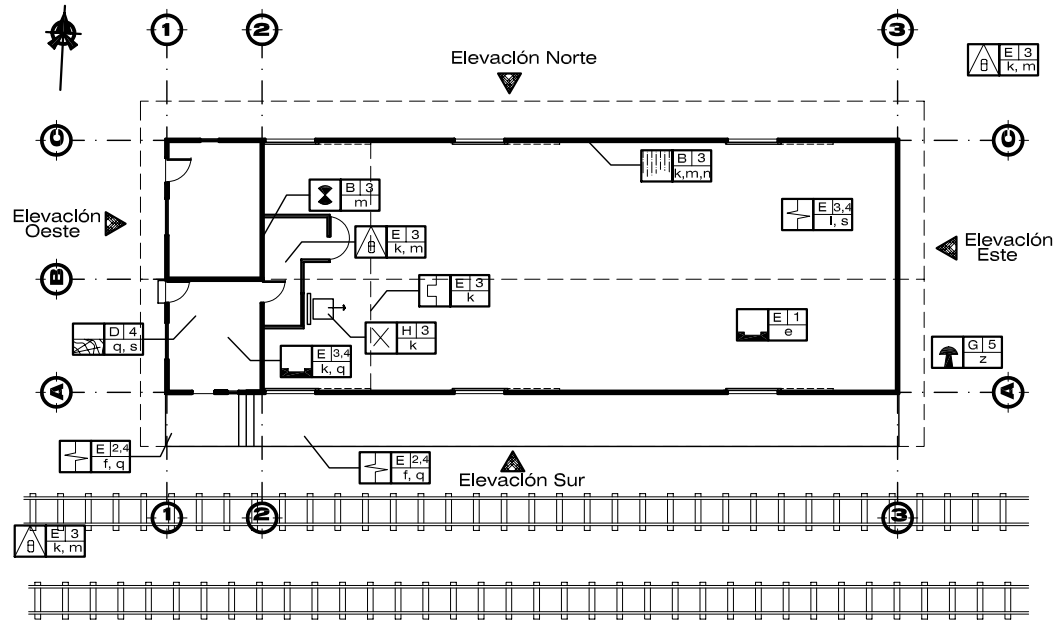 1
2
3
Elevación Norte
E 3
k, m
C
C
B 3
k,m,n
B 3
m
E 3,4
l, s
Elevación
Oeste
E 3
k, m
Elevación
Este
B
E 3
k
D 4
q, s
H 3
k
E 1
e
E 3,4
k, q
G 5
z
A
A
E 2,4
f, q
E 2,4
f, q
Elevación Sur
1
2
3
E 3
k, m